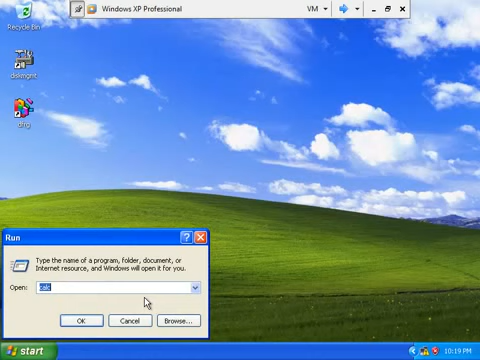 Windows XP Professional
VM
Recycle Bin
diskmgmt
Run
Type the name of a program, folder, document, or
Internet resource, and Windows will open it for you.
Open:
calc
OK
Cancel
Browse...
start
10:19 PM